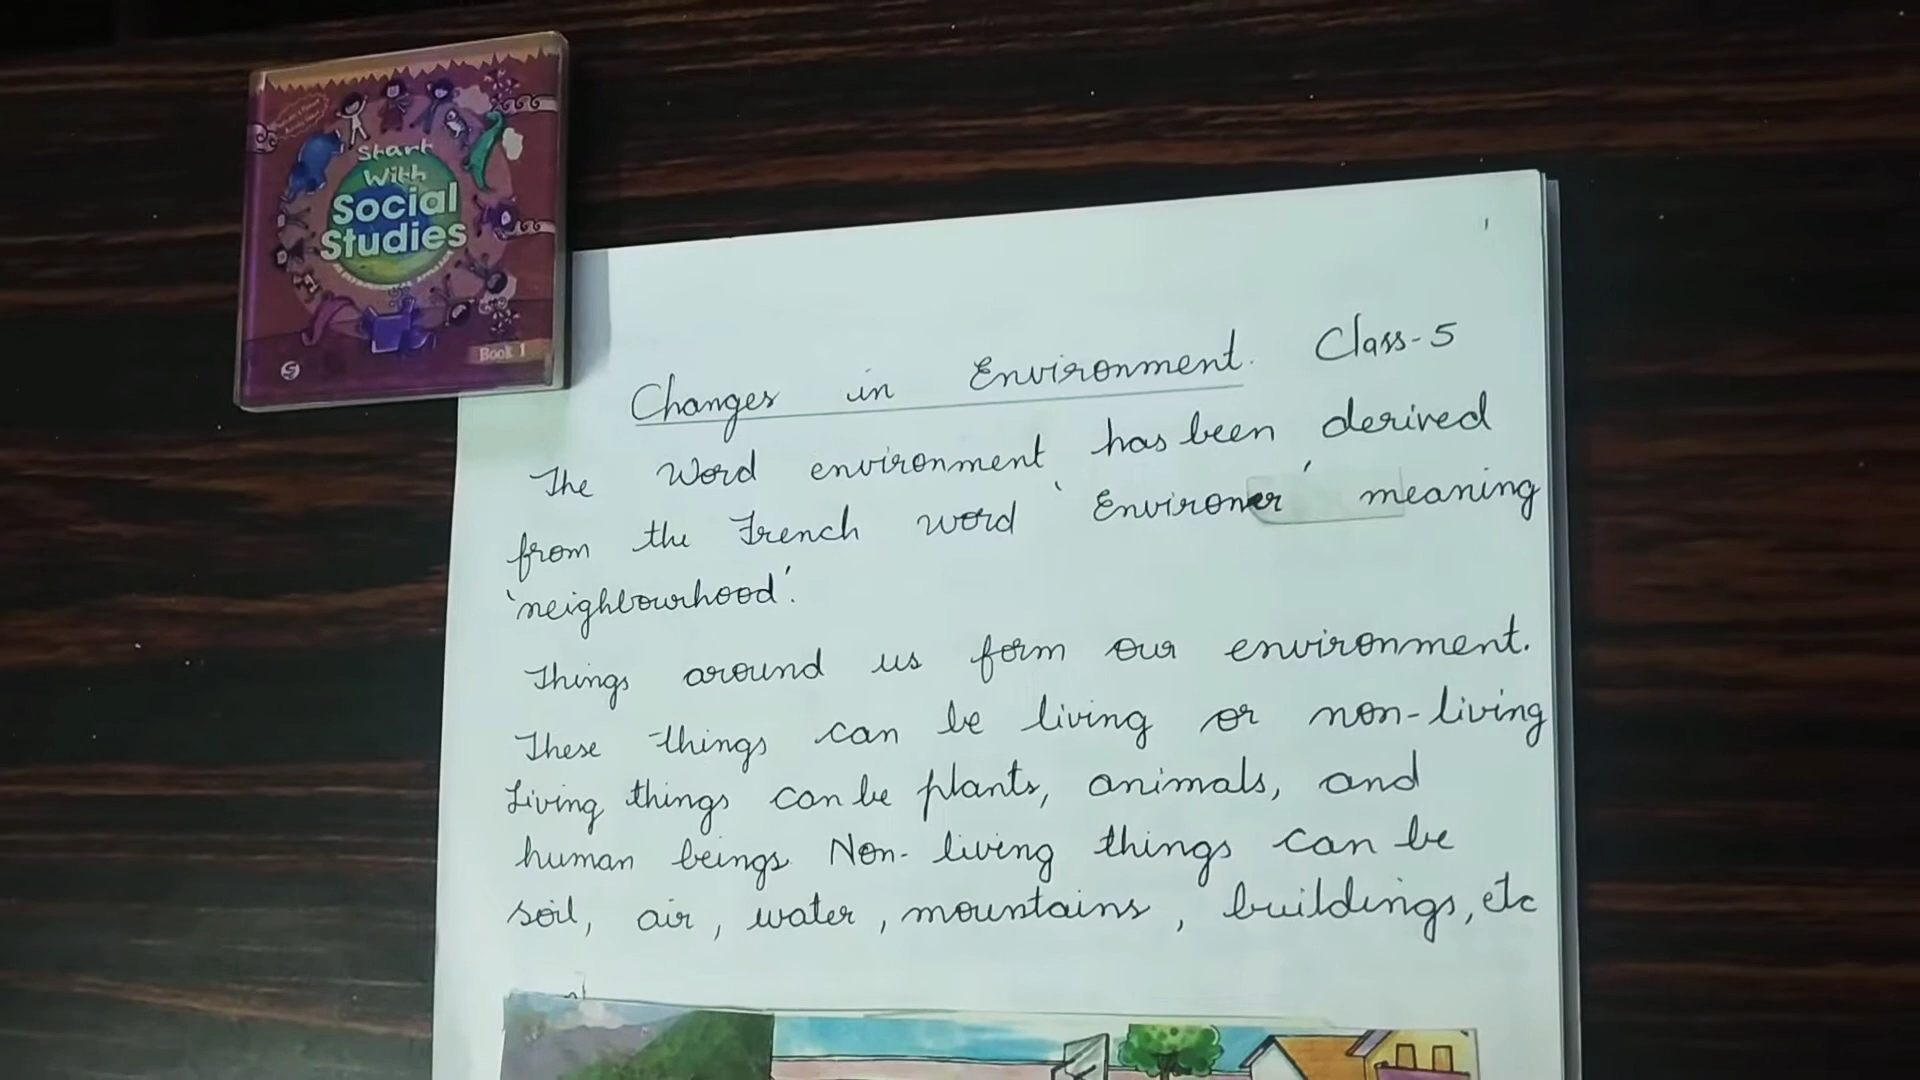 Start
With
Social
Studies
Book 1
1
Changes in Environment. Class-5
The Word environment has been derived
from the French word 'Environer' meaning
'neighbourhood'.
Things around us form our environment.
These things can be living or non-living
Living things can be plants, animals, and
human beings. Non-living things can be
soil, air, water, mountains, buildings, etc